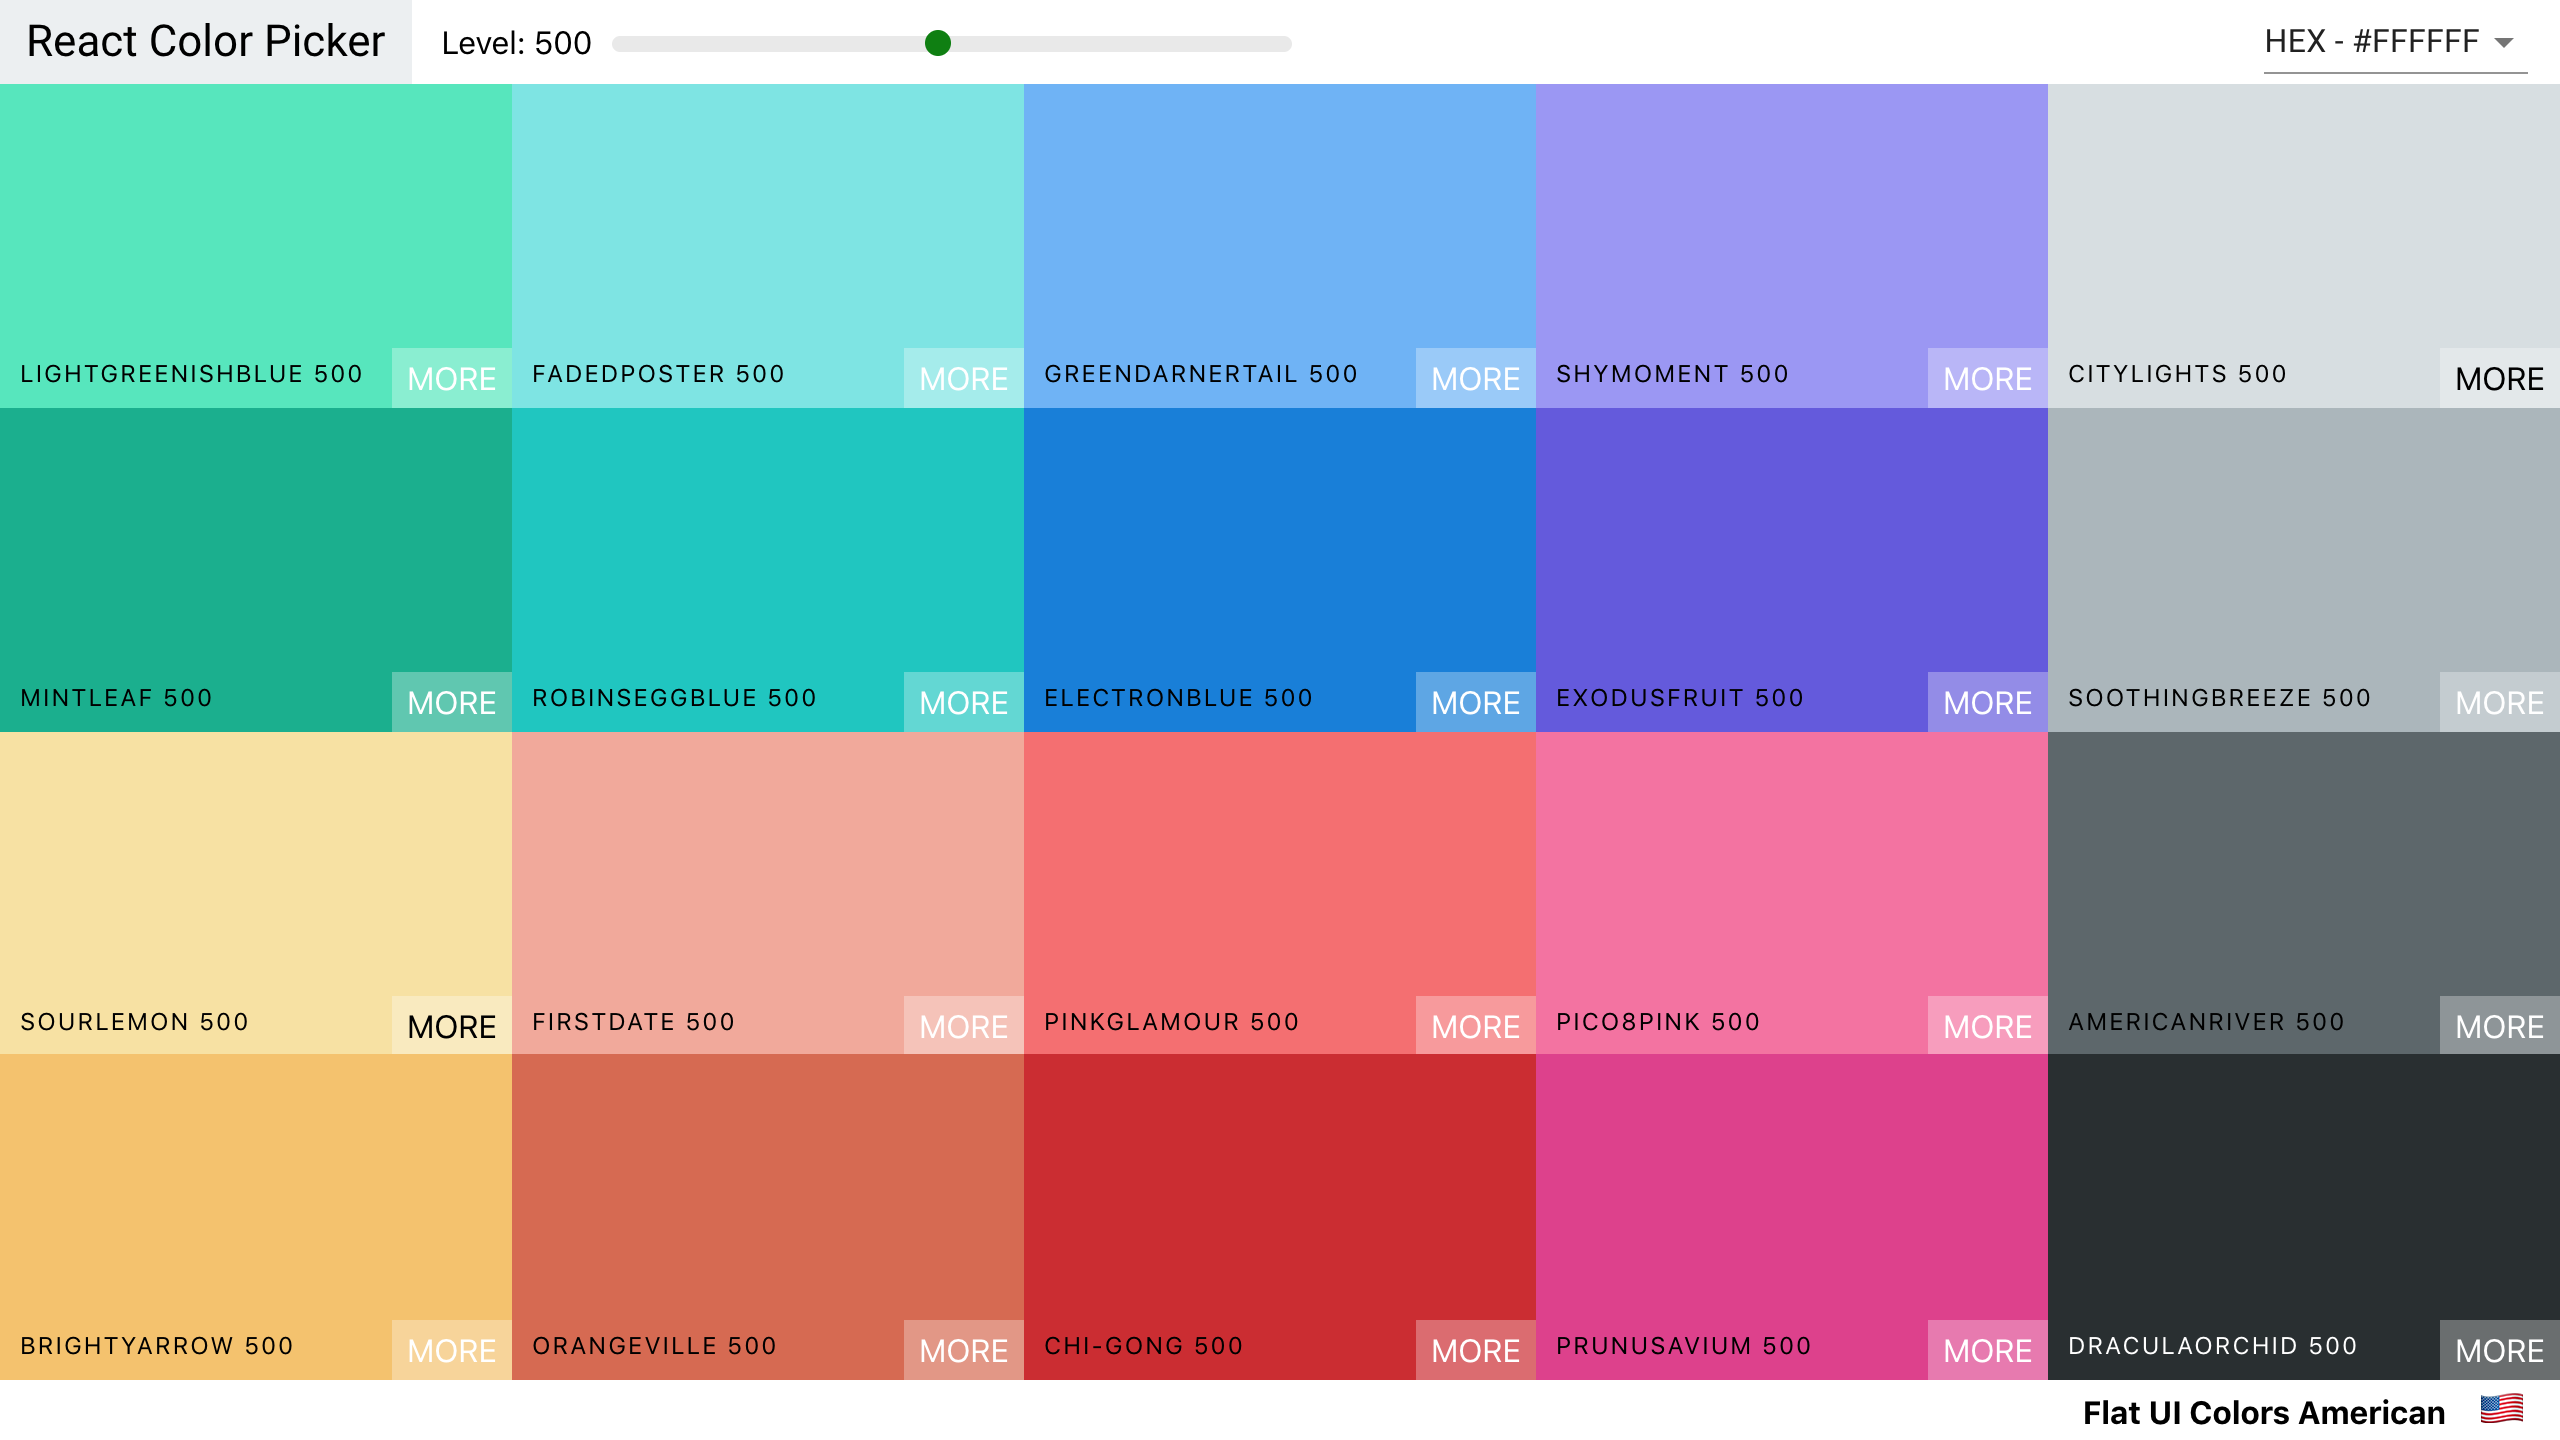 React Color Picker
Level: 500
HEX - #FFFFFF
LIGHTGREENISHBLUE 500 MORE
FADEDPOSTER 500 MORE
GREENDARNERTAIL 500 MORE
SHYMOMENT 500 MORE
CITYLIGHTS 500 MORE
MINTLEAF 500 MORE
ROBINSEGGBLUE 500 MORE
ELECTRONBLUE 500 MORE
EXODUSFRUIT 500 MORE
SOOTHINGBREEZE 500 MORE
SOURLEMON 500 MORE
FIRSTDATE 500 MORE
PINKGLAMOUR 500 MORE
PICO8PINK 500 MORE
AMERICANRIVER 500 MORE
BRIGHTYARROW 500 MORE
ORANGEVILLE 500 MORE
CHI-GONG 500 MORE
PRUNUSAVIUM 500 MORE
DRACULAORCHID 500 MORE
Flat UI Colors American